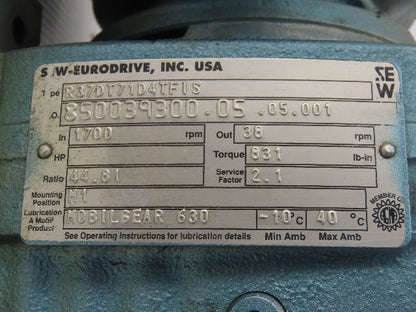 S/W-EURODRIVE, INC. USA
SEW
Type R37DT71D4TFIS
.O. 850039300.05.05.001
In 1700 rpm Out 38 rpm
HP Torque 831 lb-in
Ratio 44.81 Service Factor 2.1
Mounting Position M1
Lubrication A Mobil Product MOBILGEAR 630 -10 °C 40 °C
See Operating Instructions for lubrication details Min Amb Max Amb
MEMBER
AGMA